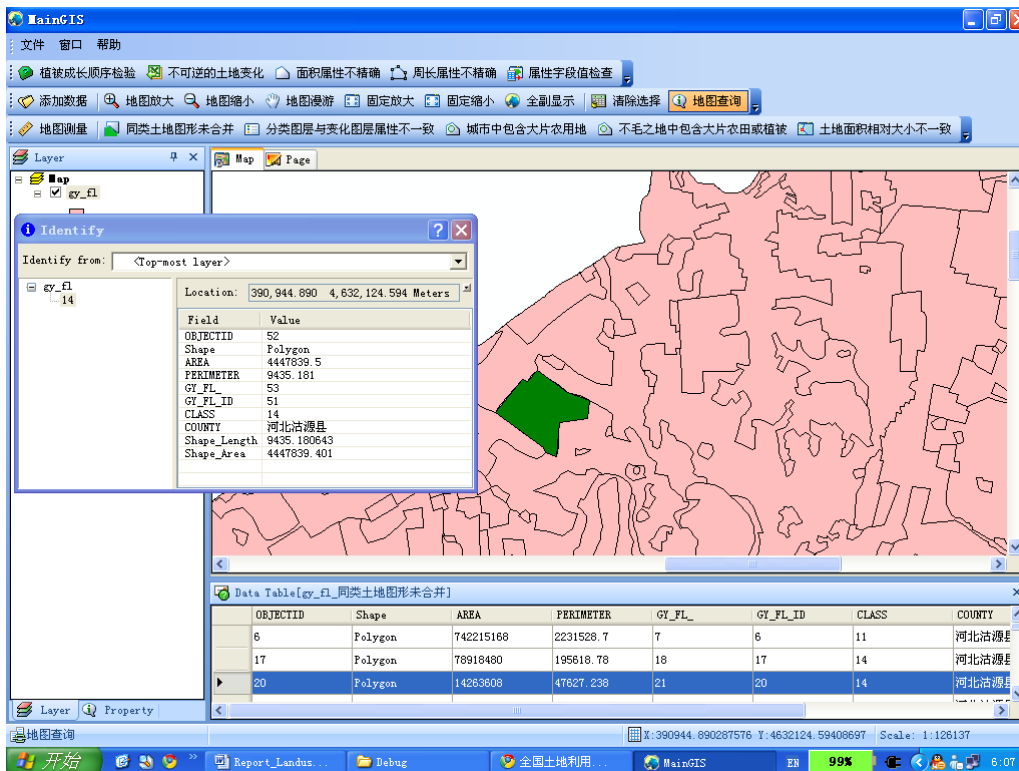 MainGIS
文件 窗口 帮助
植被成长顺序检验 不可逆的土地变化 面积属性不精确 周长属性不精确 属性字段值检查
添加数据 地图放大 地图缩小 地图漫游 固定放大 固定缩小 全副显示 清除选择 地图查询
地图测量 同类土地图形未合并 分类图层与变化图层属性不一致 城市中包含大片农用地 不毛之地中包含大片农田或植被 土地面积相对大小不一致
Layer
Map Page
Map
gy_fl
Identify
Identify from: <Top-most layer>
gy_fl
14
Location: 390,944.890 4,632,124.594 Meters
Field Value
OBJECTID 52
Shape Polygon
AREA 4447839.5
PERIMETER 9435.181
GY_FL_ 53
GY_FL_ID 51
CLASS 14
COUNTY 河北沽源县
Shape_Length 9435.180643
Shape_Area 4447839.401
Data Table[gy_fl_同类土地图形未合并]
OBJECTID Shape AREA PERIMETER GY_FL_ GY_FL_ID CLASS COUNTY
6 Polygon 742215168 2231528.7 7 6 11 河北沽源县
17 Polygon 78918480 195618.78 18 17 14 河北沽源县
20 Polygon 14263608 47627.238 21 20 14 河北沽源县
Layer Property
地图查询 X:390944.890287576 Y:4632124.59408697 Scale: 1:126137
开始 Report_Landus... Debug 全国土地利用... MainGIS EN 99% 6:07